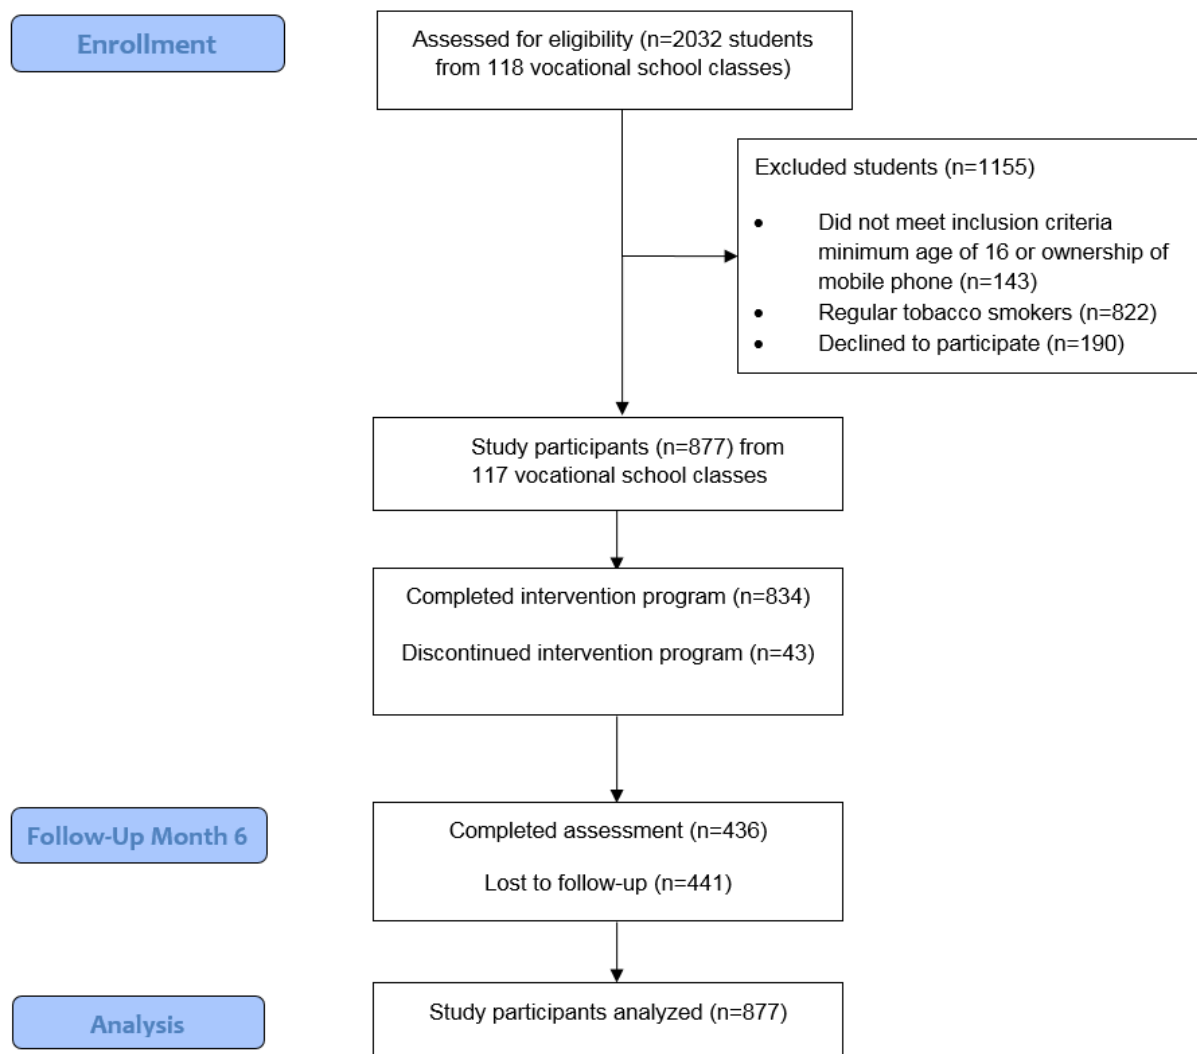 Enrollment
Assessed for eligibility (n=2032 students
from 118 vocational school classes)
Excluded students (n=1155)
• Did not meet inclusion criteria
minimum age of 16 or ownership of
mobile phone (n=143)
• Regular tobacco smokers (n=822)
• Declined to participate (n=190)
Study participants (n=877) from
117 vocational school classes
Completed intervention program (n=834)
Discontinued intervention program (n=43)
Follow-Up Month 6
Completed assessment (n=436)
Lost to follow-up (n=441)
Analysis
Study participants analyzed (n=877)